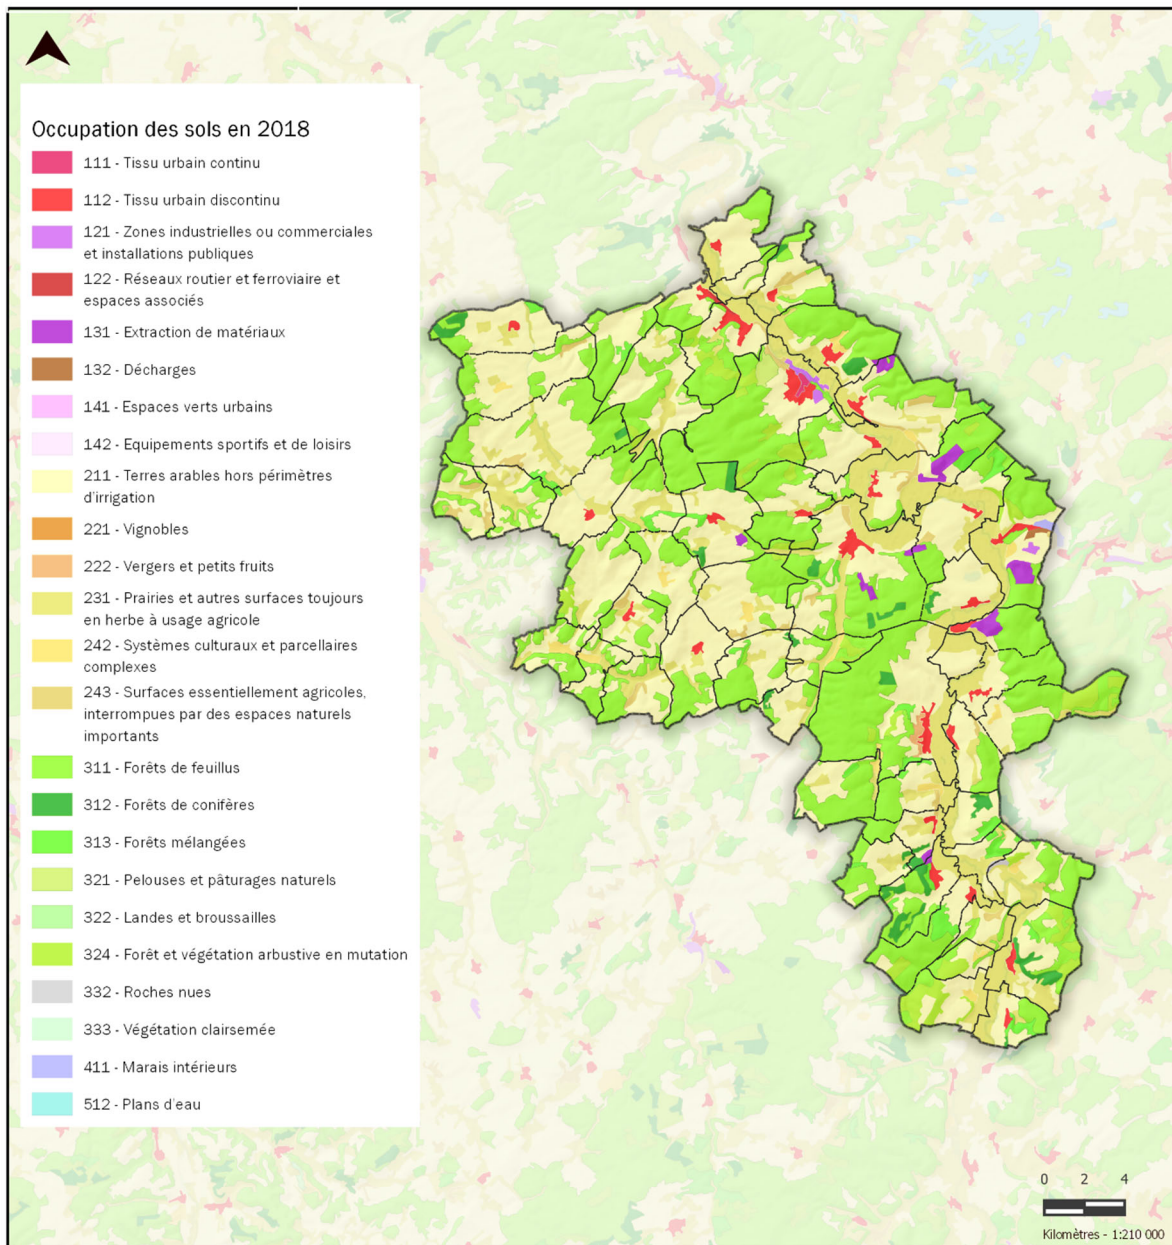 Occupation des sols en 2018
111 - Tissu urbain continu
112 - Tissu urbain discontinu
121 - Zones industrielles ou commerciales
et installations publiques
122 - Réseaux routier et ferroviaire et
espaces associés
131 - Extraction de matériaux
132 - Décharges
141 - Espaces verts urbains
142 - Equipements sportifs et de loisirs
211 - Terres arables hors périmètres
d'irrigation
221 - Vignobles
222 - Vergers et petits fruits
231 - Prairies et autres surfaces toujours
en herbe à usage agricole
242 - Systèmes culturaux et parcellaires
complexes
243 - Surfaces essentiellement agricoles,
interrompues par des espaces naturels
importants
311 - Forêts de feuillus
312 - Forêts de conifères
313 - Forêts mélangées
321 - Pelouses et pâturages naturels
322 - Landes et broussailles
324 - Forêt et végétation arbustive en mutation
332 - Roches nues
333 - Végétation clairsemée
411 - Marais intérieurs
512 - Plans d'eau
0 2 4
Kilomètres - 1:210 000